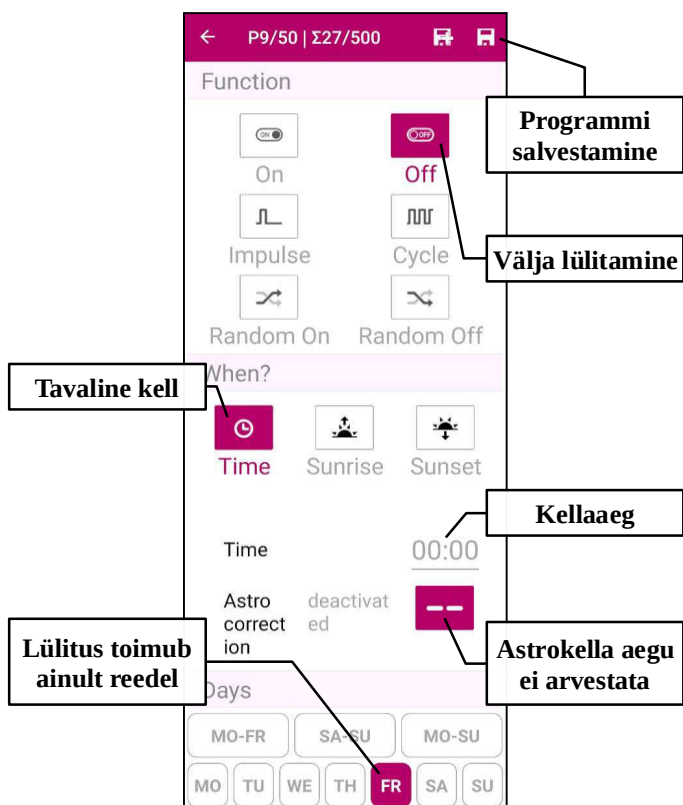 P9/50 | Σ27/500
Function
Programmi
salvestamine
ON
OFF
On
Off
Välja lülitamine
Impulse
Cycle
Random On
Random Off
When?
Tavaline kell
Time
Sunrise
Sunset
Kellaaeg
Time
00:00
Astro
correct
ion
deactivat
ed
Lülitus toimub
ainult reedel
Astrokella aegu
ei arvestata
Days
MO-FR
SA-SU
MO-SU
MO
TU
WE
TH
FR
SA
SU